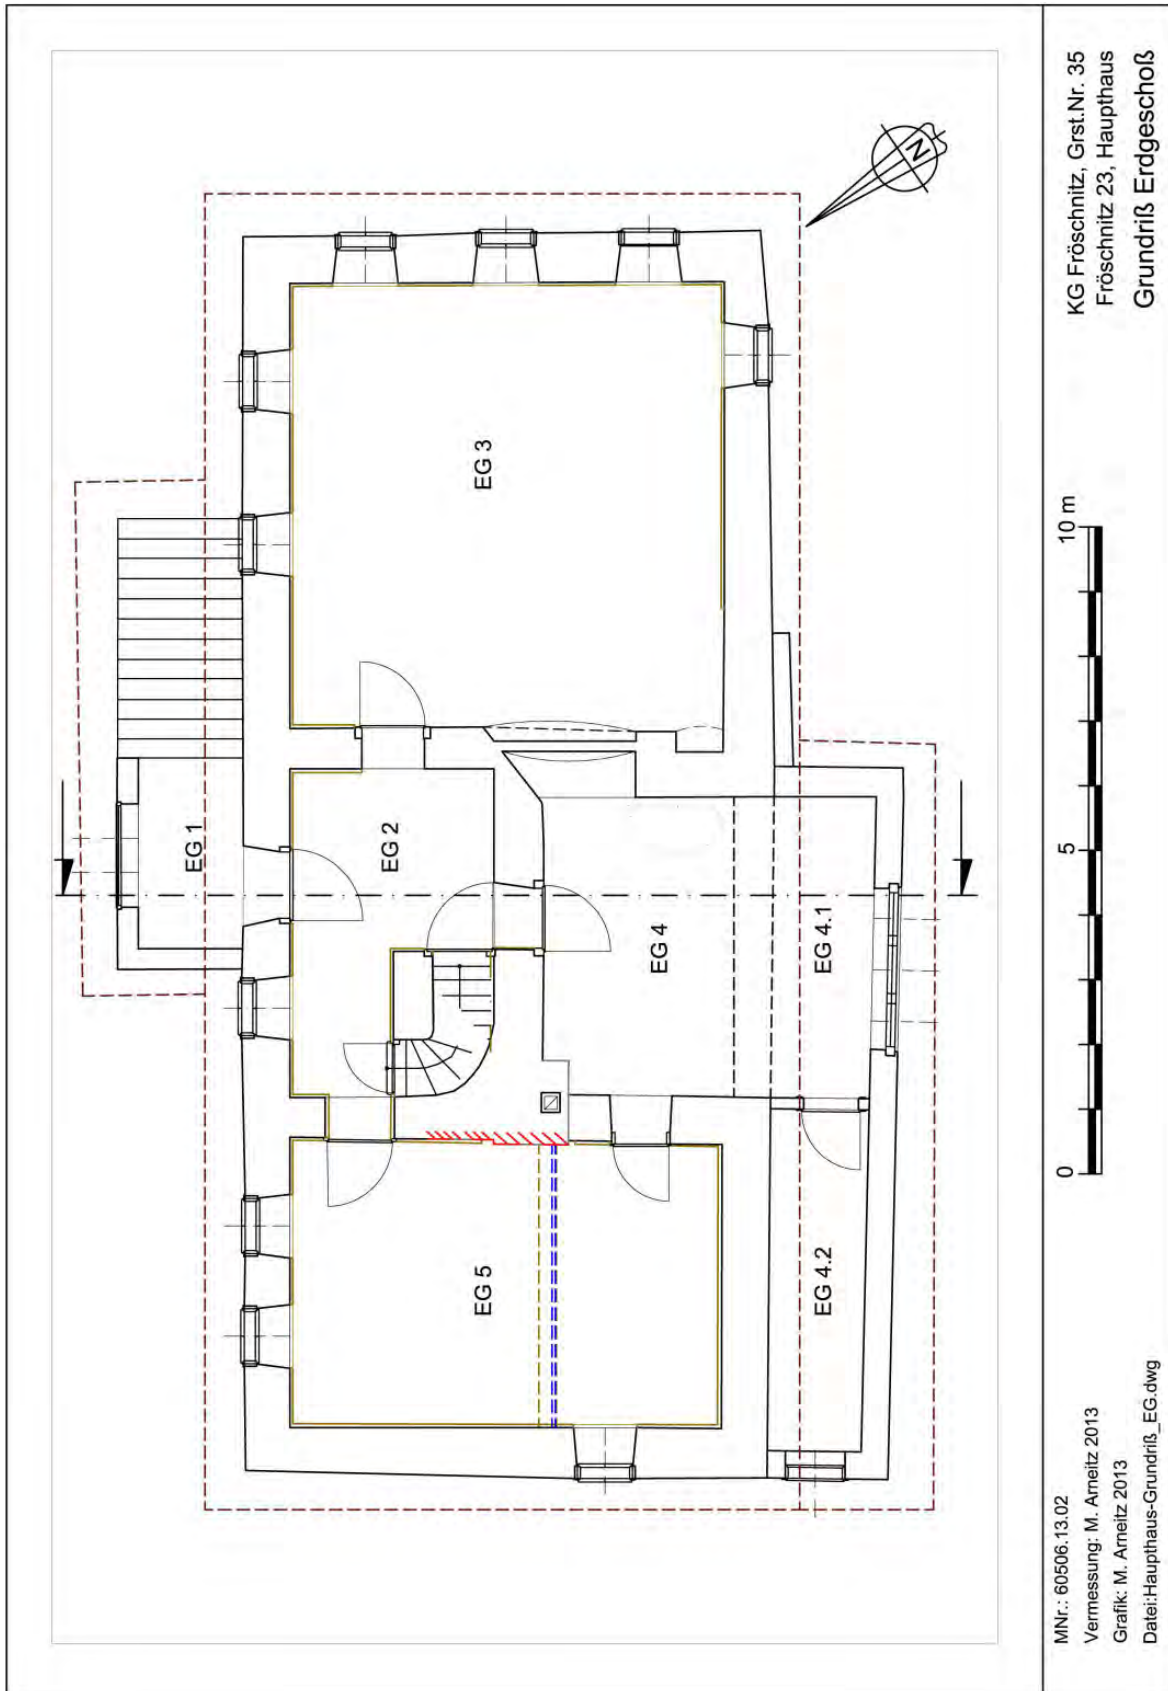 EG 1
EG 2
EG 3
EG 4
EG 4.1
EG 4.2
EG 5
N
0
5
10 m
MNr.: 60506.13.02
Vermessung: M. Arneitz 2013
Grafik: M. Arneitz 2013
Datei:Haupthaus-Grundriß_EG.dwg
KG Fröschnitz, Grst.Nr. 35
Fröschnitz 23, Haupthaus
Grundriß Erdgeschoß